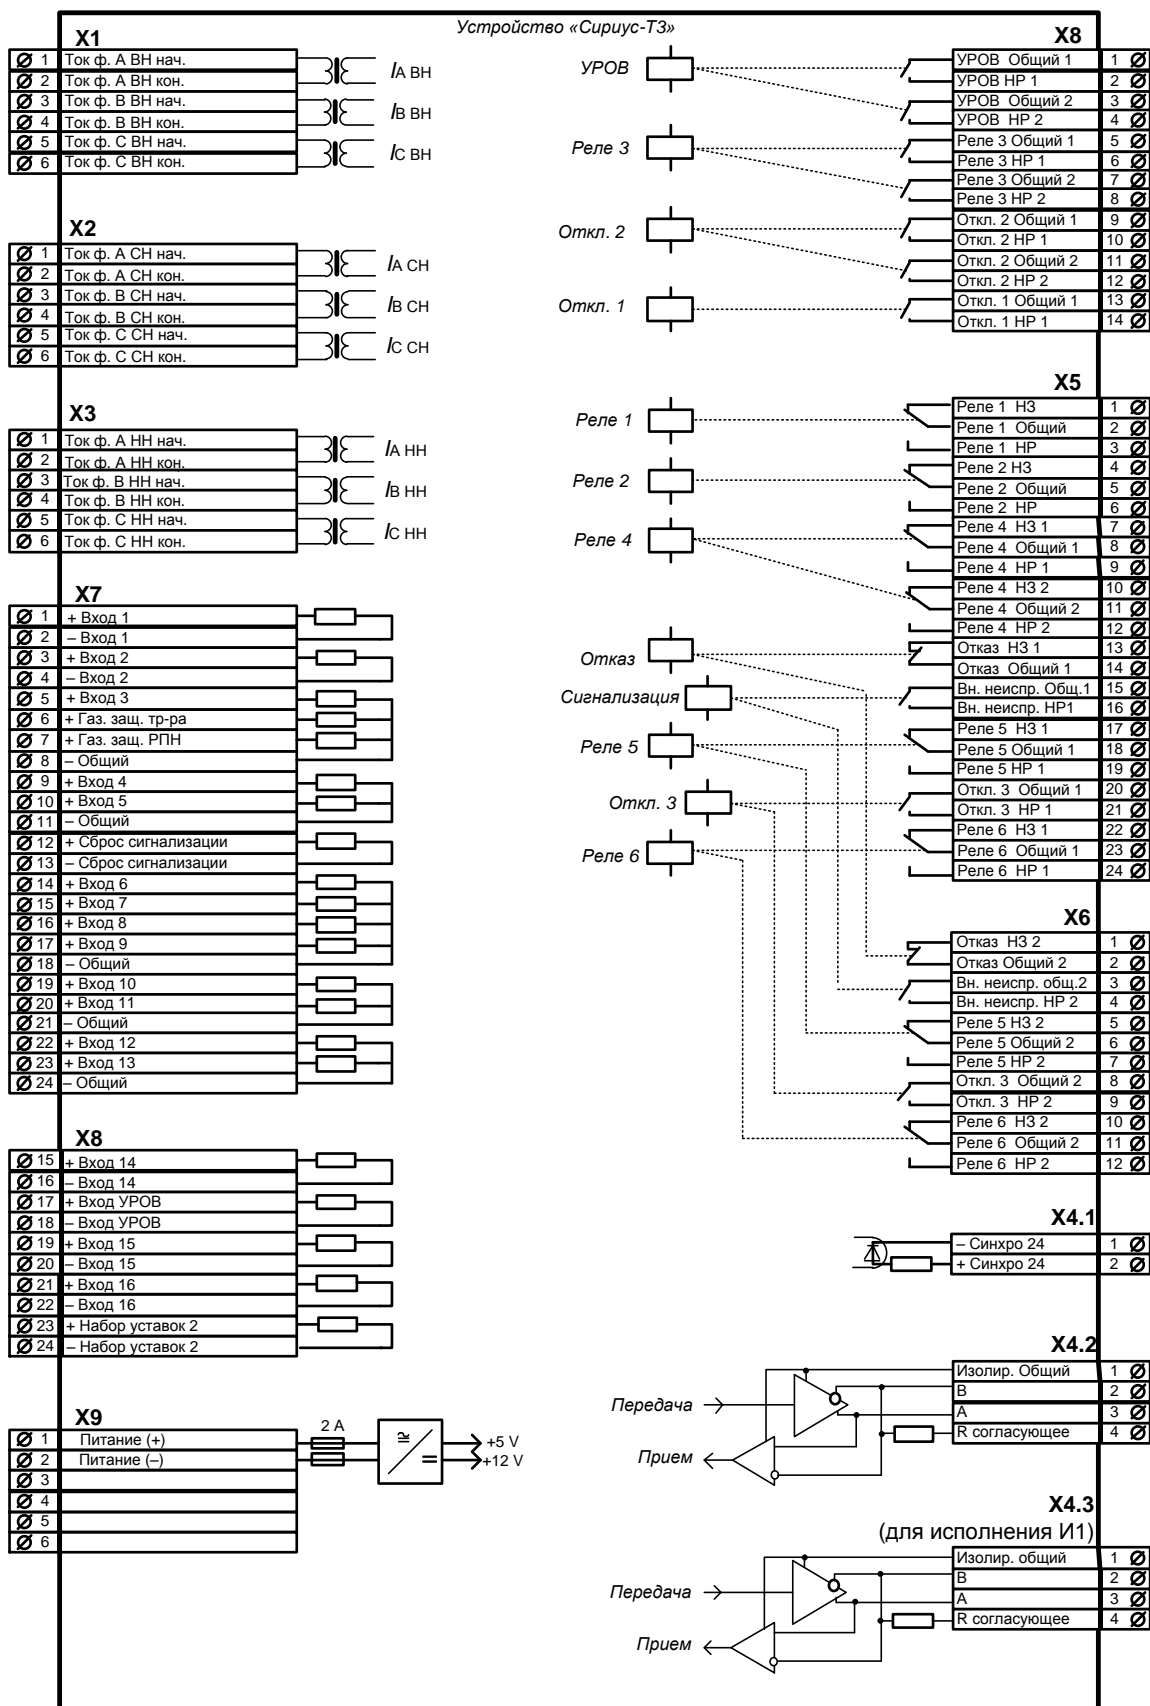 Устройство «Сириус-Т3»
X1
1 Ток ф. А ВН нач.
2 Ток ф. А ВН кон.
3 Ток ф. В ВН нач.
4 Ток ф. В ВН кон.
5 Ток ф. С ВН нач.
6 Ток ф. С ВН кон.
IА ВН
IВ ВН
IС ВН
X2
1 Ток ф. А СН нач.
2 Ток ф. А СН кон.
3 Ток ф. В СН нач.
4 Ток ф. В СН кон.
5 Ток ф. С СН нач.
6 Ток ф. С СН кон.
IА СН
IВ СН
IС СН
X3
1 Ток ф. А НН нач.
2 Ток ф. А НН кон.
3 Ток ф. В НН нач.
4 Ток ф. В НН кон.
5 Ток ф. С НН нач.
6 Ток ф. С НН кон.
IА НН
IВ НН
IС НН
X7
1 + Вход 1
2 – Вход 1
3 + Вход 2
4 – Вход 2
5 + Вход 3
6 + Газ. защ. тр-ра
7 + Газ. защ. РПН
8 – Общий
9 + Вход 4
10 + Вход 5
11 – Общий
12 + Сброс сигнализации
13 – Сброс сигнализации
14 + Вход 6
15 + Вход 7
16 + Вход 8
17 + Вход 9
18 – Общий
19 + Вход 10
20 + Вход 11
21 – Общий
22 + Вход 12
23 + Вход 13
24 – Общий
X8
15 + Вход 14
16 – Вход 14
17 + Вход УРОВ
18 – Вход УРОВ
19 + Вход 15
20 – Вход 15
21 + Вход 16
22 – Вход 16
23 + Набор уставок 2
24 – Набор уставок 2
X9
1 Питание (+)
2 Питание (–)
3
4
5
6
2 А
+5 V
+12 V
УРОВ
Реле 3
Откл. 2
Откл. 1
X8
УРОВ Общий 1 1
УРОВ НР 1 2
УРОВ Общий 2 3
УРОВ НР 2 4
Реле 3 Общий 1 5
Реле 3 НР 1 6
Реле 3 Общий 2 7
Реле 3 НР 2 8
Откл. 2 Общий 1 9
Откл. 2 НР 1 10
Откл. 2 Общий 2 11
Откл. 2 НР 2 12
Откл. 1 Общий 1 13
Откл. 1 НР 1 14
Реле 1
Реле 2
Реле 4
Отказ
Сигнализация
Реле 5
Откл. 3
Реле 6
X5
Реле 1 НЗ 1
Реле 1 Общий 2
Реле 1 НР 3
Реле 2 НЗ 4
Реле 2 Общий 5
Реле 2 НР 6
Реле 4 НЗ 1 7
Реле 4 Общий 1 8
Реле 4 НР 1 9
Реле 4 НЗ 2 10
Реле 4 Общий 2 11
Реле 4 НР 2 12
Отказ НЗ 1 13
Отказ Общий 1 14
Вн. неиспр. Общ.1 15
Вн. неиспр. НР1 16
Реле 5 НЗ 1 17
Реле 5 Общий 1 18
Реле 5 НР 1 19
Откл. 3 Общий 1 20
Откл. 3 НР 1 21
Реле 6 НЗ 1 22
Реле 6 Общий 1 23
Реле 6 НР 1 24
X6
Отказ НЗ 2 1
Отказ Общий 2 2
Вн. неиспр. общ.2 3
Вн. неиспр. НР 2 4
Реле 5 НЗ 2 5
Реле 5 Общий 2 6
Реле 5 НР 2 7
Откл. 3 Общий 2 8
Откл. 3 НР 2 9
Реле 6 НЗ 2 10
Реле 6 Общий 2 11
Реле 6 НР 2 12
X4.1
– Синхро 24 1
+ Синхро 24 2
X4.2
Изолир. Общий 1
В 2
А 3
R согласующее 4
Передача
Прием
X4.3
(для исполнения И1)
Изолир. общий 1
В 2
А 3
R согласующее 4
Передача
Прием